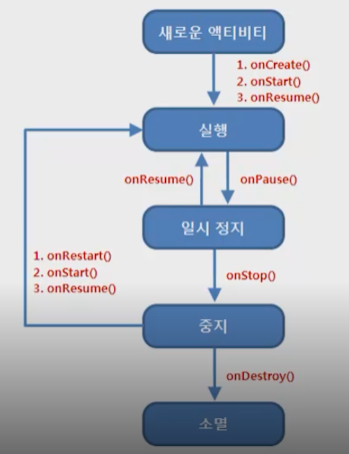 새로운 액티비티
1. onCreate()
2. onStart()
3. onResume()
실행
onResume()
onPause()
일시 정지
1. onRestart()
2. onStart()
3. onResume()
onStop()
중지
onDestroy()
소멸